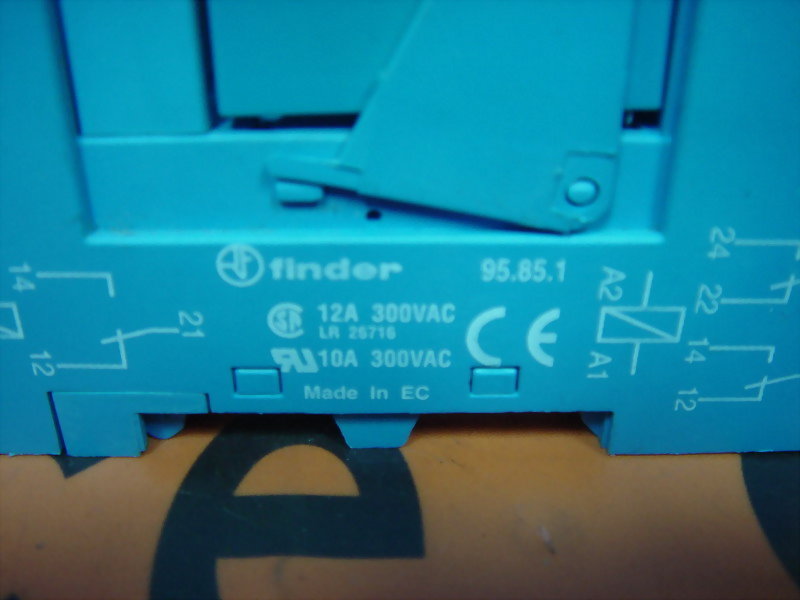 finder 95.85.1
12A 300VAC
LR 26716
10A 300VAC
Made In EC
CE
14
12
21
A2
A1
24
22
14
12